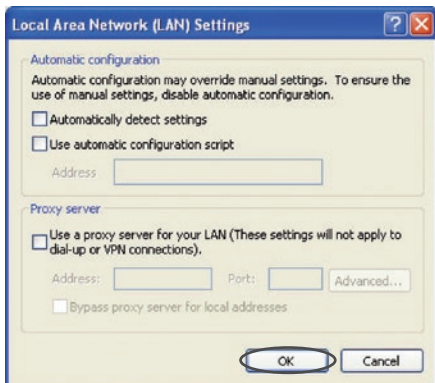 Local Area Network (LAN) Settings
Automatic configuration
Automatic configuration may override manual settings. To ensure the
use of manual settings, disable automatic configuration.
Automatically detect settings
Use automatic configuration script
Address
Proxy server
Use a proxy server for your LAN (These settings will not apply to
dial-up or VPN connections).
Address: Port: Advanced...
Bypass proxy server for local addresses
OK Cancel